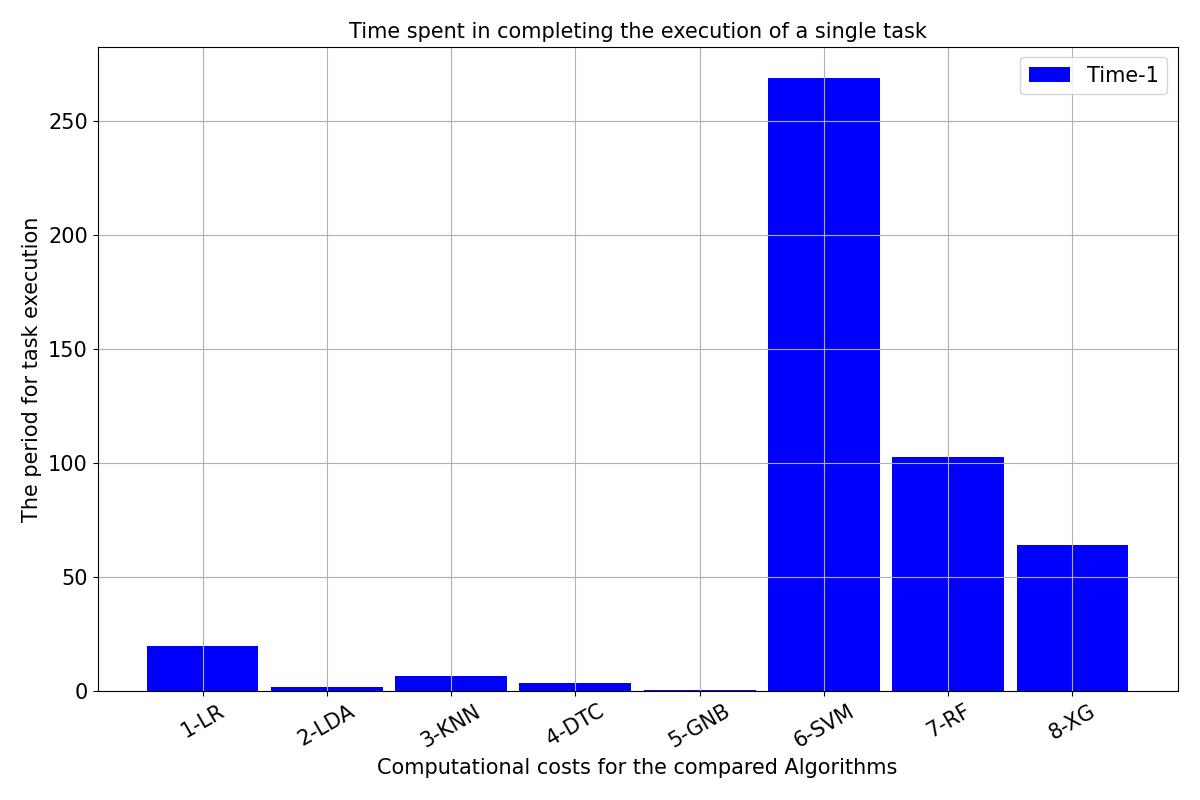 Time spent in completing the execution of a single task
Time-1
The period for task execution
250
200
150
100
50
0
1-LR
2-LDA
3-KNN
4-DTC
5-GNB
6-SVM
7-RF
8-XG
Computational costs for the compared Algorithms